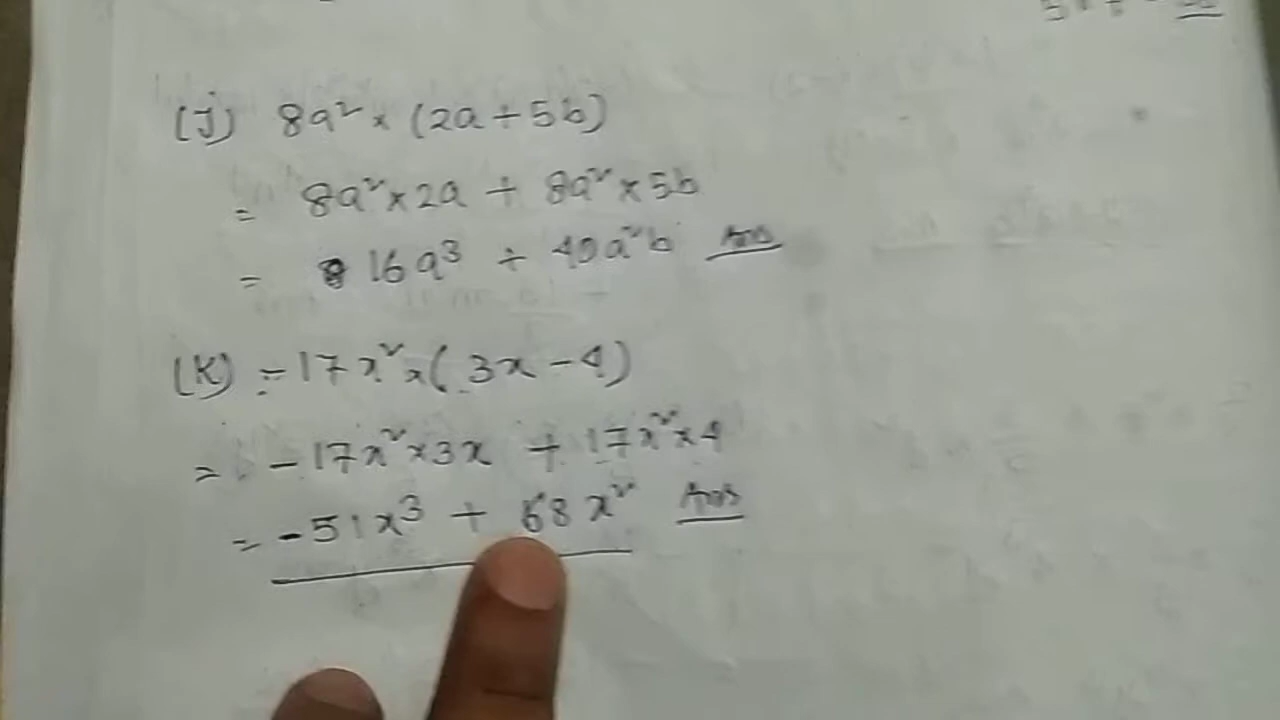 (J) 8a² × (2a + 5b)
= 8a² × 2a + 8a² × 5b
= 16a³ + 40a²b Ans
(K) -17x² × (3x - 4)
= -17x² × 3x + 17x² × 4
= -51x³ + 68x² Ans